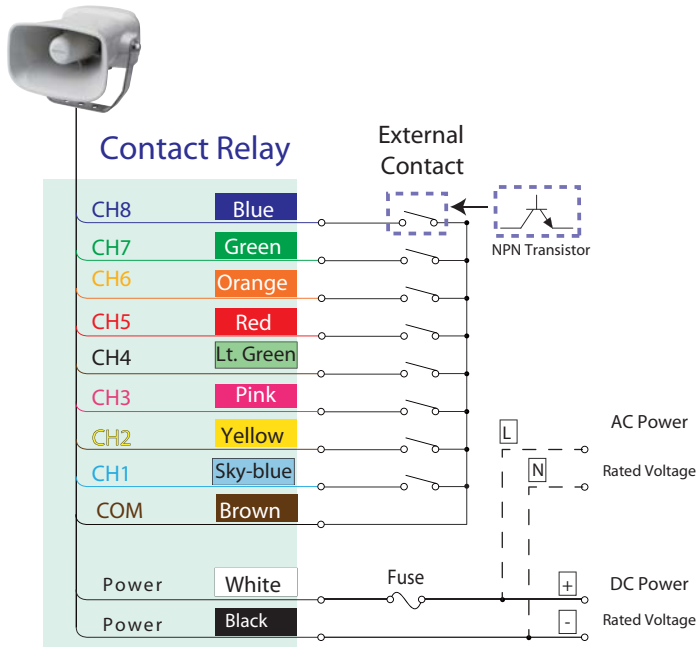 Contact Relay
External
Contact
NPN Transistor
CH8 Blue
CH7 Green
CH6 Orange
CH5 Red
CH4 Lt. Green
CH3 Pink
CH2 Yellow
CH1 Sky-blue
COM Brown
L AC Power
N Rated Voltage
Power White Fuse + DC Power
Power Black - Rated Voltage